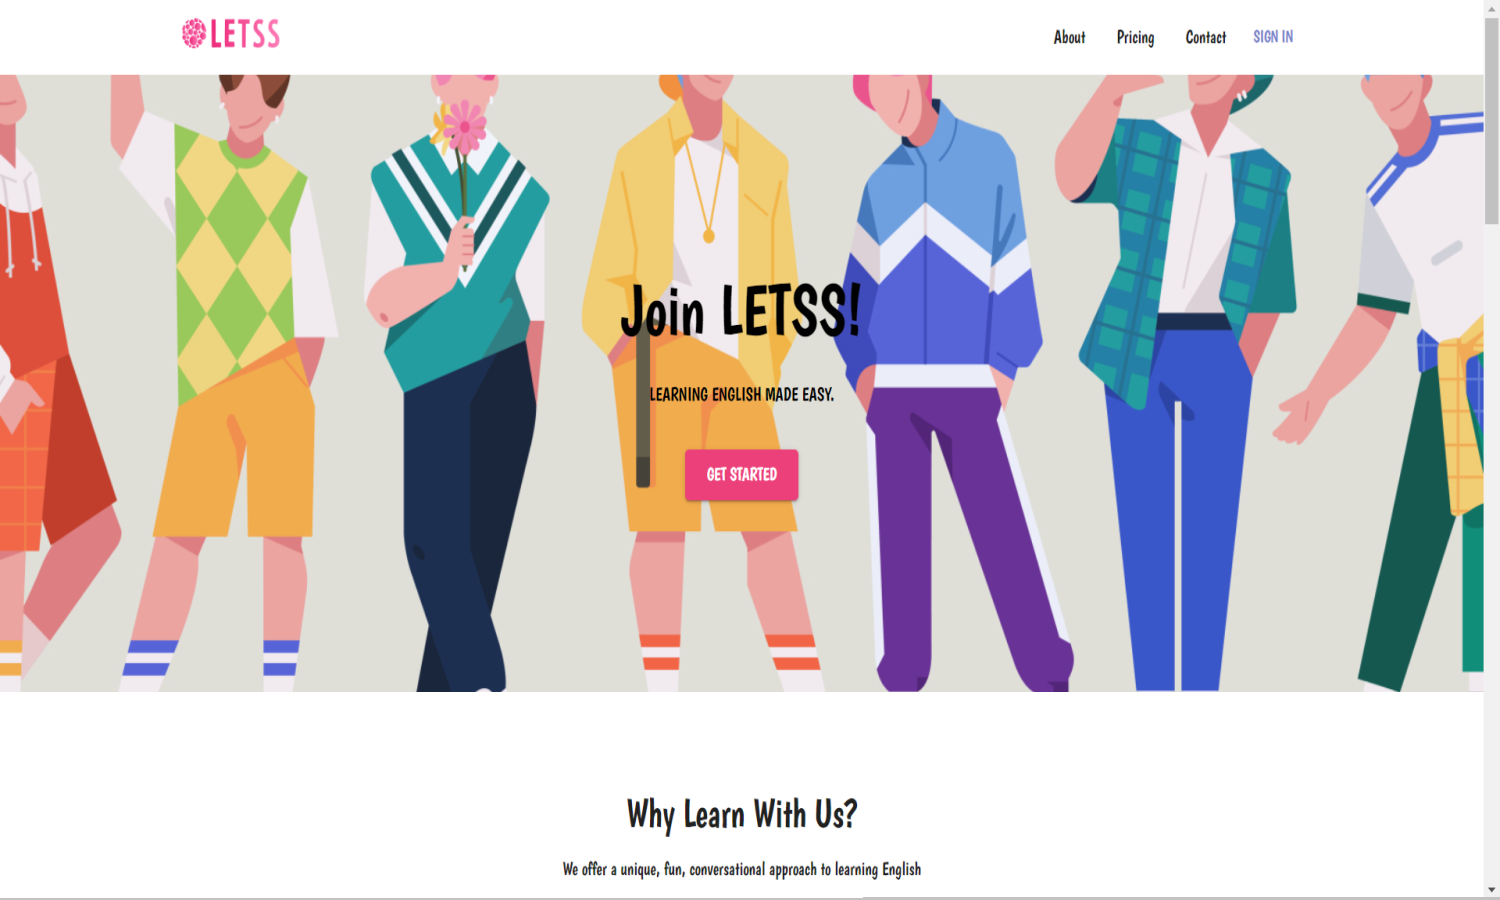 LETSS
About Pricing Contact SIGN IN
Join LETSS!
LEARNING ENGLISH MADE EASY.
GET STARTED
Why Learn With Us?
We offer a unique, fun, conversational approach to learning English